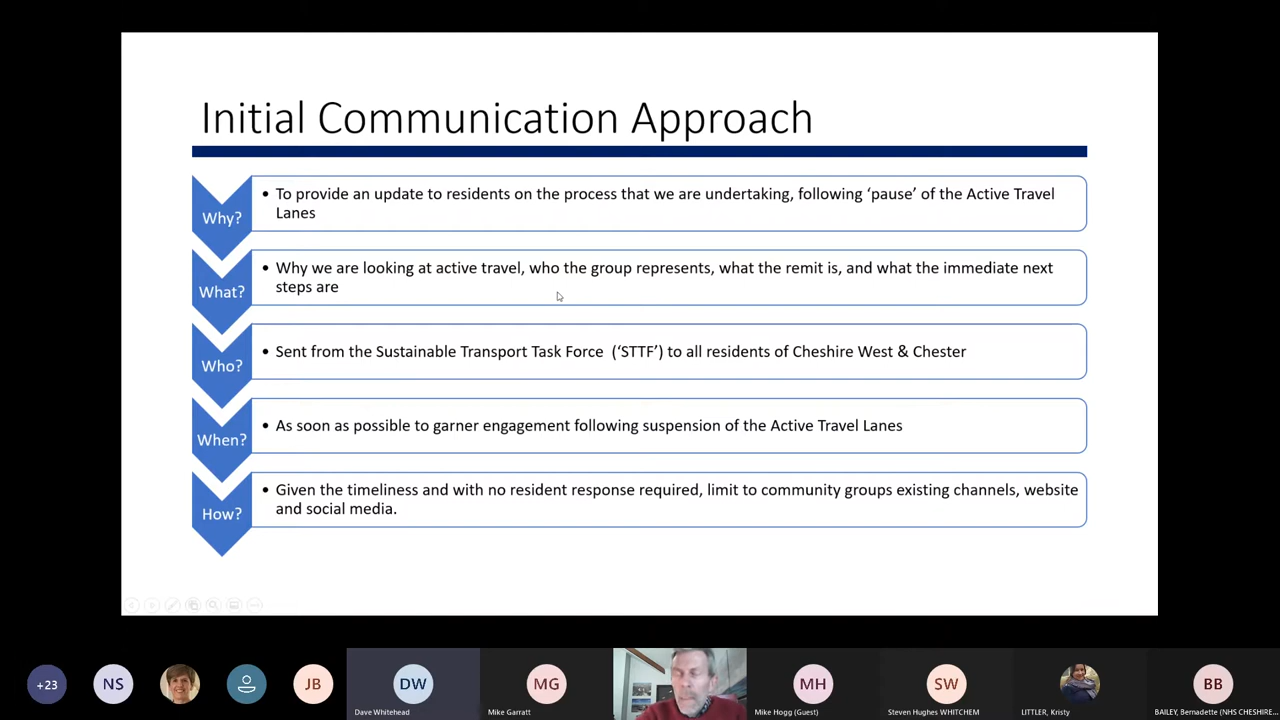 Initial Communication Approach
Why?
• To provide an update to residents on the process that we are undertaking, following ‘pause’ of the Active Travel
Lanes
What?
• Why we are looking at active travel, who the group represents, what the remit is, and what the immediate next
steps are
Who?
• Sent from the Sustainable Transport Task Force  (‘STTF’) to all residents of Cheshire West & Chester
When?
• As soon as possible to garner engagement following suspension of the Active Travel Lanes
How?
• Given the timeliness and with no resident response required, limit to community groups existing channels, website
and social media.
+23
NS
JB
DW
Dave Whitehead
MG
Mike Garratt
MH
Mike Hogg (Guest)
SW
Steven Hughes WHITCHEM
LITTLER, Kristy
BB
BAILEY, Bernadette (NHS CHESHIRE...